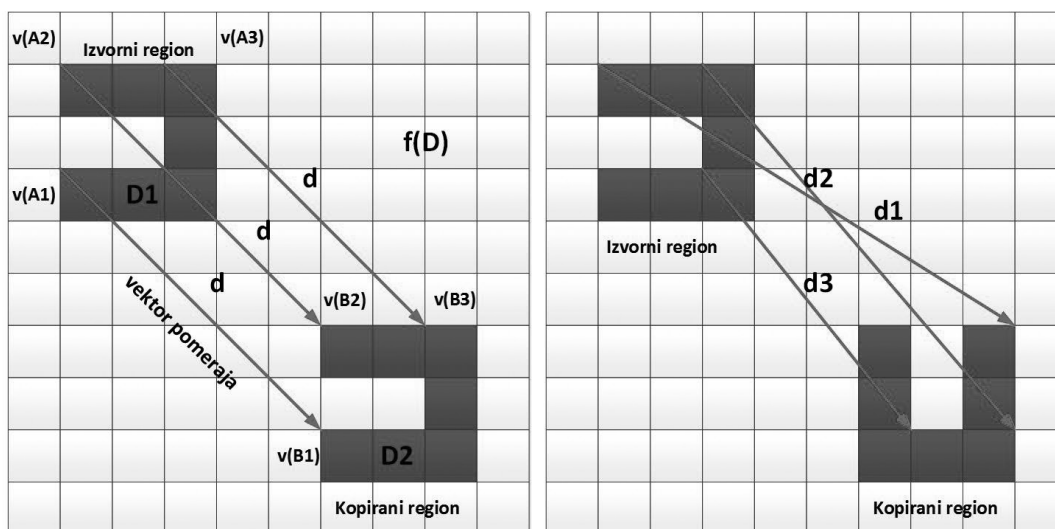 v(A2)
Izvorni region
v(A3)
f(D)
v(A1)
D1
d
d
d
vektor pomeraja
v(B2)
v(B3)
v(B1)
D2
Kopirani region
d2
d1
Izvorni region
d3
Kopirani region